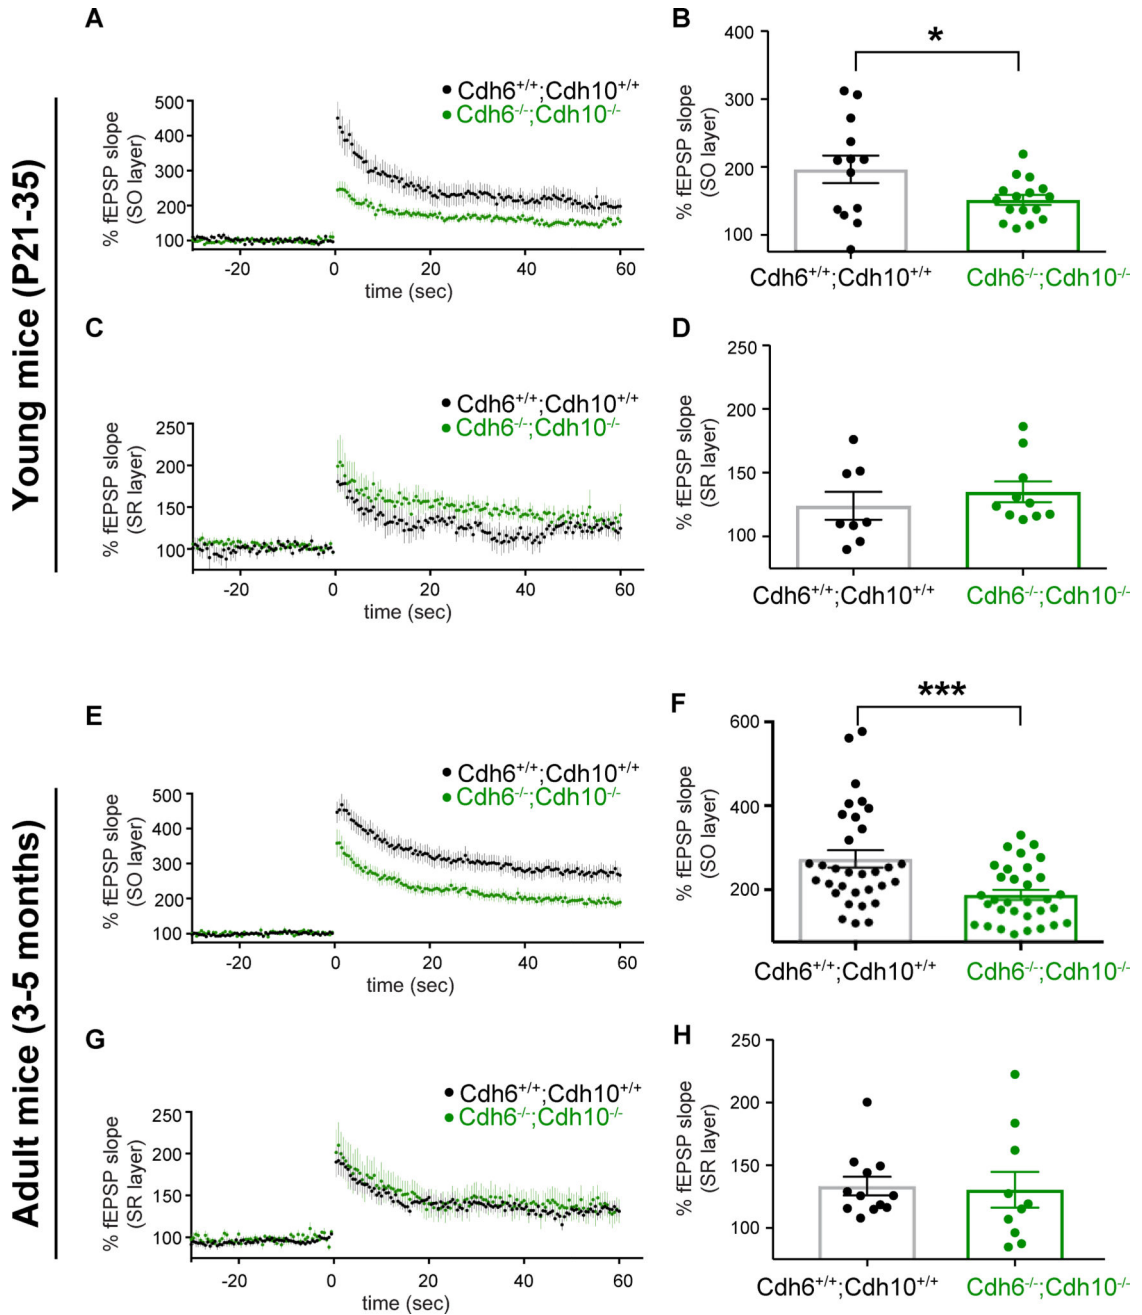 Young mice (P21-35)
A
Cdh6+/+;Cdh10+/+
Cdh6-/-;Cdh10-/-
% fEPSP slope
(SO layer)
500
400
300
200
100
-20 0 20 40 60
time (sec)
B
*
% fEPSP slope
(SO layer)
400
300
200
100
Cdh6+/+;Cdh10+/+ Cdh6-/-;Cdh10-/-
C
Cdh6+/+;Cdh10+/+
Cdh6-/-;Cdh10-/-
% fEPSP slope
(SR layer)
250
200
150
100
-20 0 20 40 60
time (sec)
D
% fEPSP slope
(SR layer)
250
200
150
100
Cdh6+/+;Cdh10+/+ Cdh6-/-;Cdh10-/-
Adult mice (3-5 months)
E
Cdh6+/+;Cdh10+/+
Cdh6-/-;Cdh10-/-
% fEPSP slope
(SO layer)
500
400
300
200
100
-20 0 20 40 60
time (sec)
F
***
% fEPSP slope
(SO layer)
600
400
200
Cdh6+/+;Cdh10+/+ Cdh6-/-;Cdh10-/-
G
Cdh6+/+;Cdh10+/+
Cdh6-/-;Cdh10-/-
% fEPSP slope
(SR layer)
250
200
150
100
-20 0 20 40 60
time (sec)
H
% fEPSP slope
(SR layer)
250
200
150
100
Cdh6+/+;Cdh10+/+ Cdh6-/-;Cdh10-/-